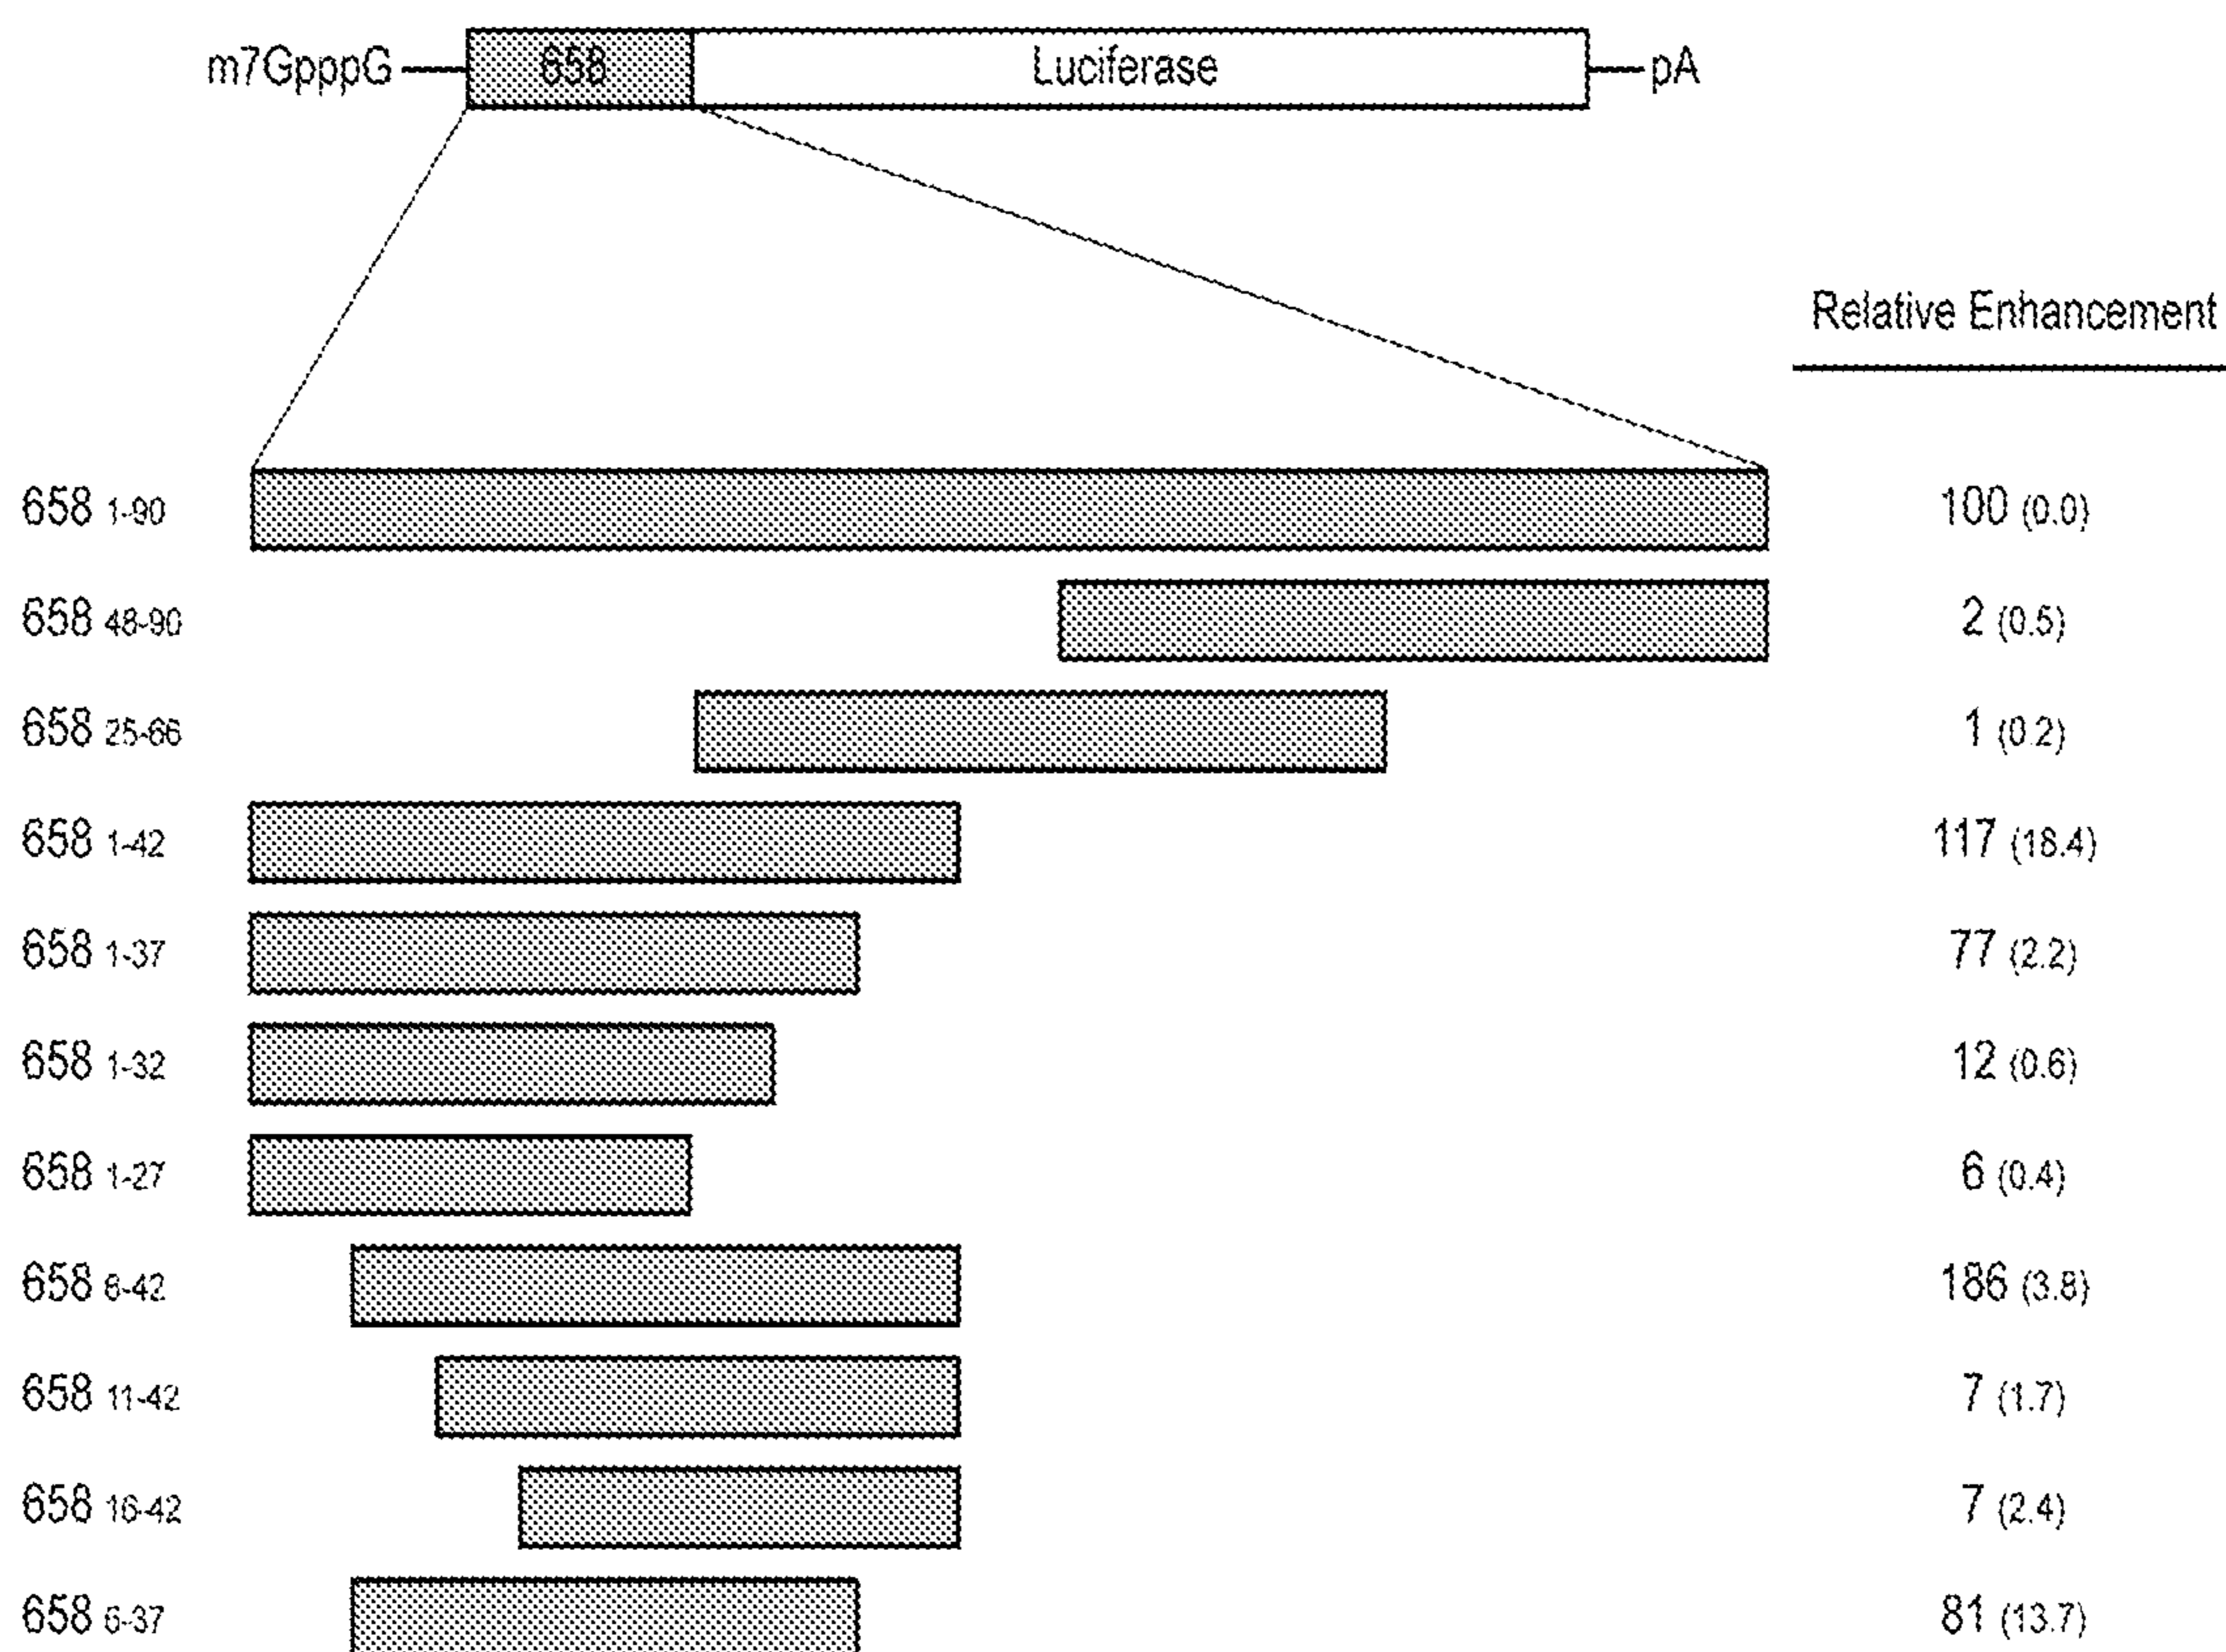 m7GpppG 658 Luciferase pA
Relative Enhancement
658 1-90 100 (0.0)
658 48-90 2 (0.5)
658 25-66 1 (0.2)
658 1-42 117 (18.4)
658 1-37 77 (2.2)
658 1-32 12 (0.6)
658 1-27 6 (0.4)
658 6-42 186 (3.8)
658 11-42 7 (1.7)
658 16-42 7 (2.4)
658 6-37 81 (13.7)